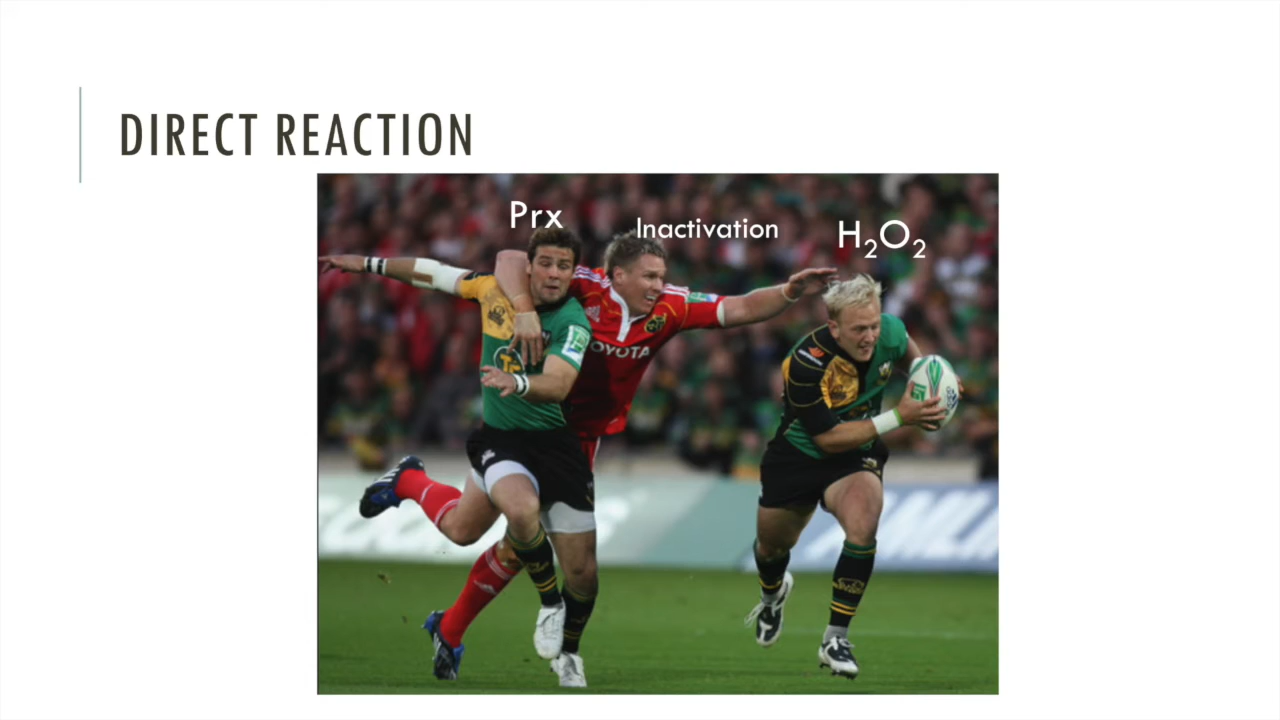 DIRECT REACTION
Prx
Inactivation
H₂O₂
TOYOTA